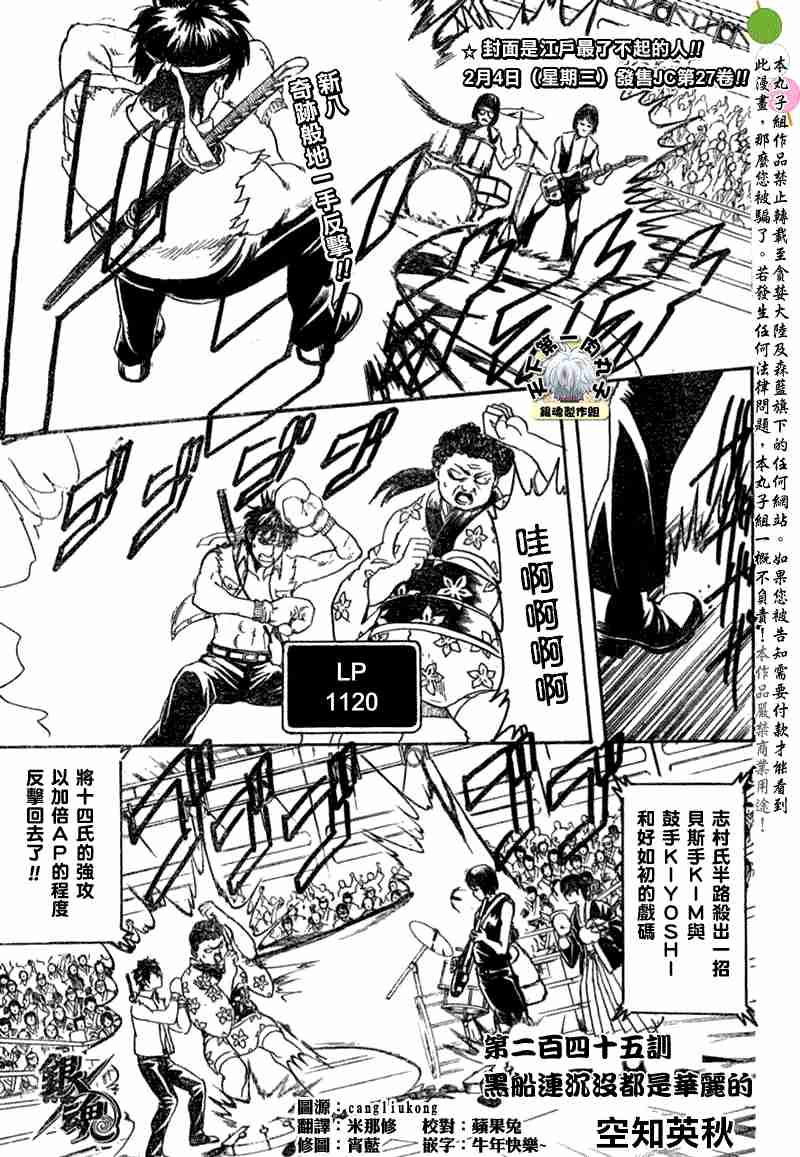 ☆ 封面是江戶最了不起的人!!
2月4日（星期三）發售JC第27卷!!
新八
奇跡般地一手反擊!!
天下第一肉丸子
銀魂製作組
哇啊啊啊啊
LP
1120
志村氏半路殺出一招
貝斯手KIM與
鼓手KIYOSHI
和好如初的戲碼
將十四氏的強攻
以加倍AP的程度
反擊回去了!!
第二百四十五訓
黑船連沉沒都是華麗的
空知英秋
銀魂
圖源：cangliukong
翻譯：米那修 校對：蘋果兔
修圖：宵藍 嵌字：牛年快樂~
本丸子組作品禁止轉載至貪婪大陸及森藍旗下的任何網站。如果您被告知需要付款才能看到
此漫畫，那麼您被騙了。若發生任何法律問題，本丸子組一概不負責！本作品嚴禁商業用途！